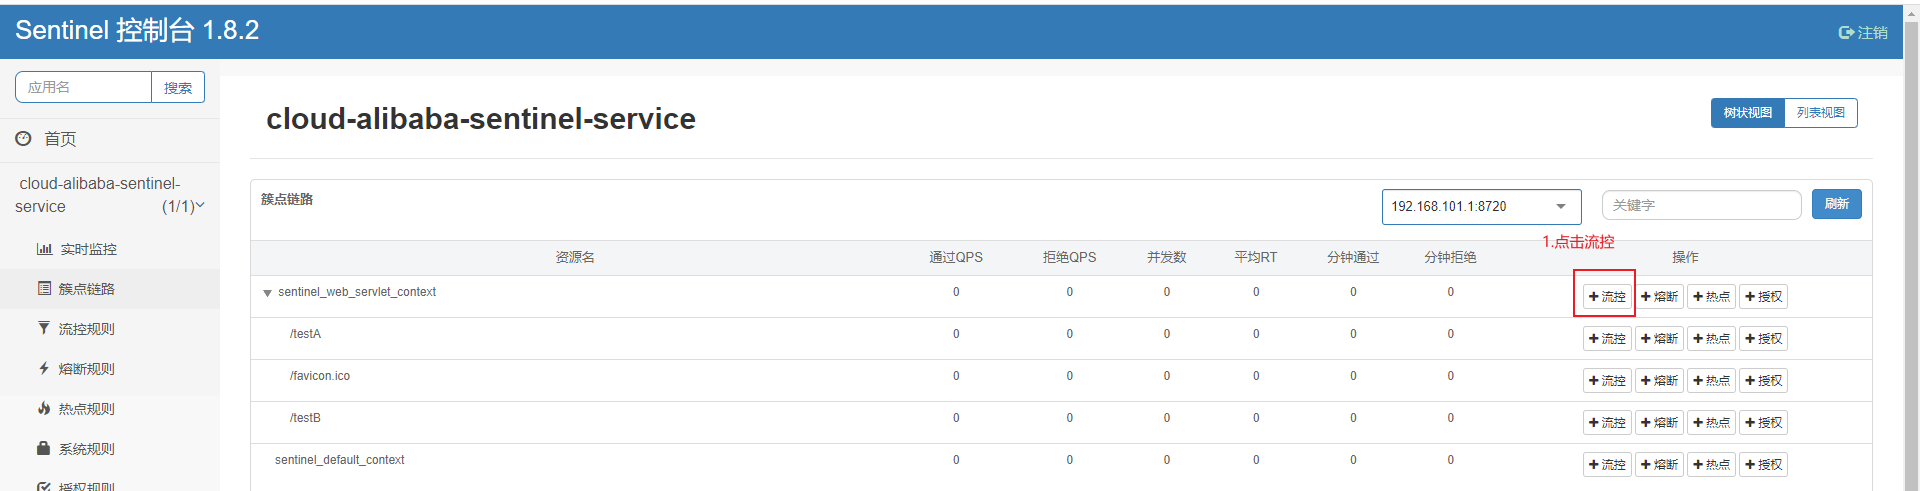 Sentinel 控制台 1.8.2
注销
应用名 搜索
首页
cloud-alibaba-sentinel-
service (1/1)
实时监控
簇点链路
流控规则
熔断规则
热点规则
系统规则
授权规则
cloud-alibaba-sentinel-service
树状视图 列表视图
簇点链路 192.168.101.1:8720 关键字 刷新
1.点击流控
资源名 通过QPS 拒绝QPS 并发数 平均RT 分钟通过 分钟拒绝 操作
sentinel_web_servlet_context 0 0 0 0 0 0 流控 熔断 热点 授权
/testA 0 0 0 0 0 0 流控 熔断 热点 授权
/favicon.ico 0 0 0 0 0 0 流控 熔断 热点 授权
/testB 0 0 0 0 0 0 流控 熔断 热点 授权
sentinel_default_context 0 0 0 0 0 0 流控 熔断 热点 授权